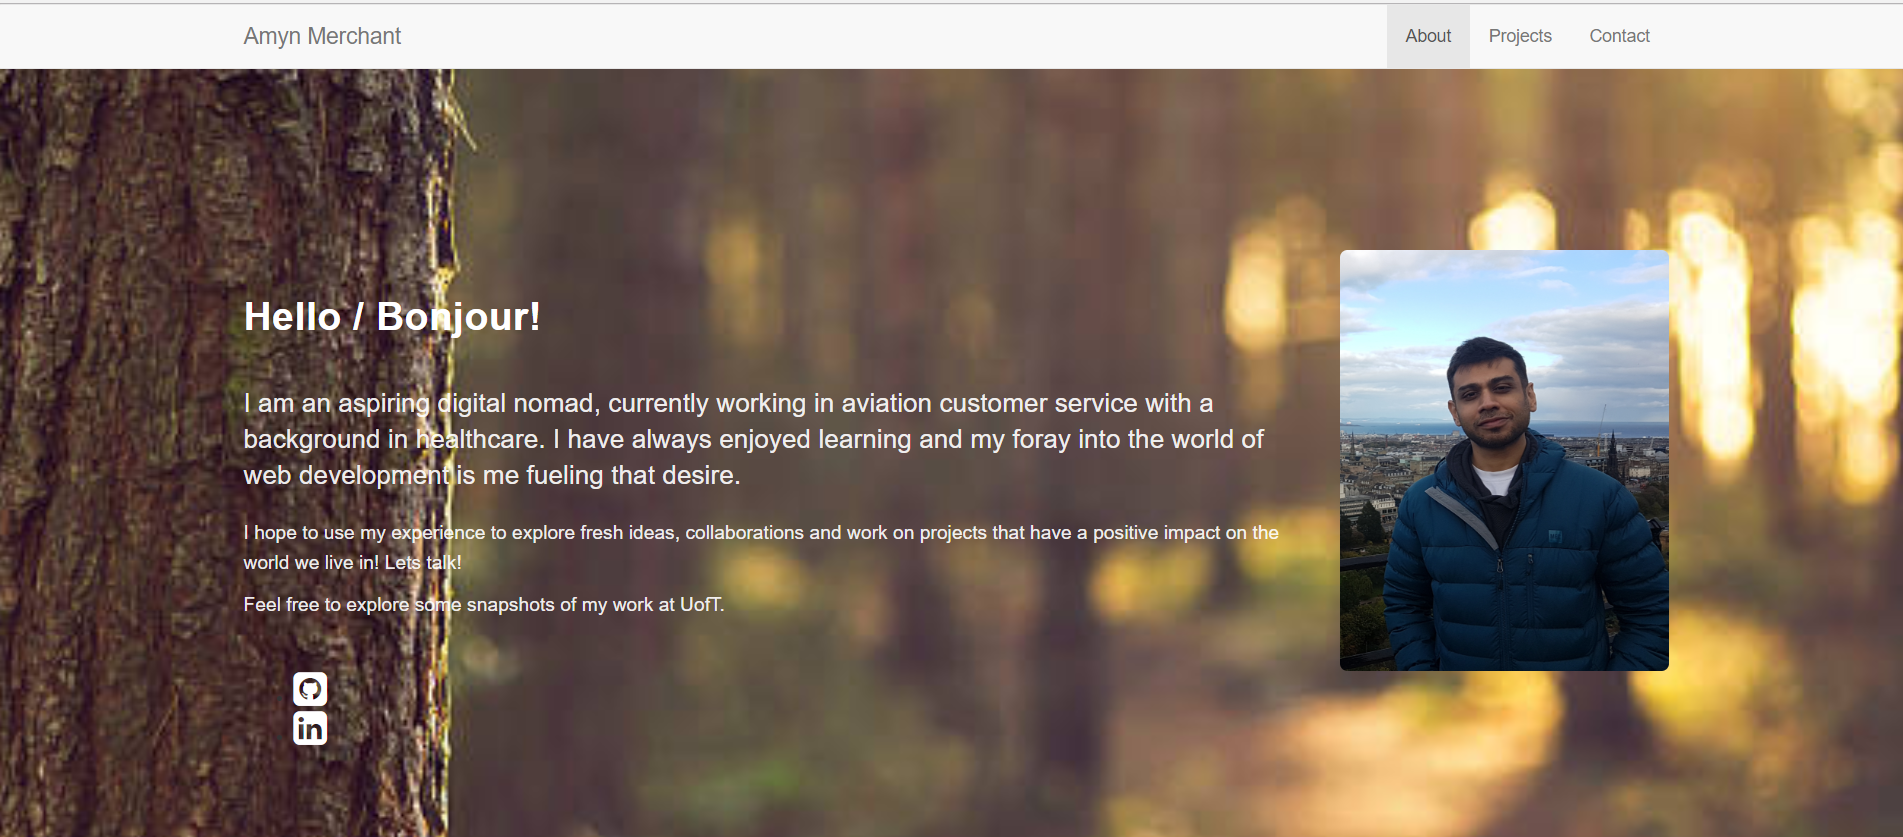 Amyn Merchant
About Projects Contact
Hello / Bonjour!
I am an aspiring digital nomad, currently working in aviation customer service with a
background in healthcare. I have always enjoyed learning and my foray into the world of
web development is me fueling that desire.
I hope to use my experience to explore fresh ideas, collaborations and work on projects that have a positive impact on the
world we live in! Lets talk!
Feel free to explore some snapshots of my work at UofT.
in